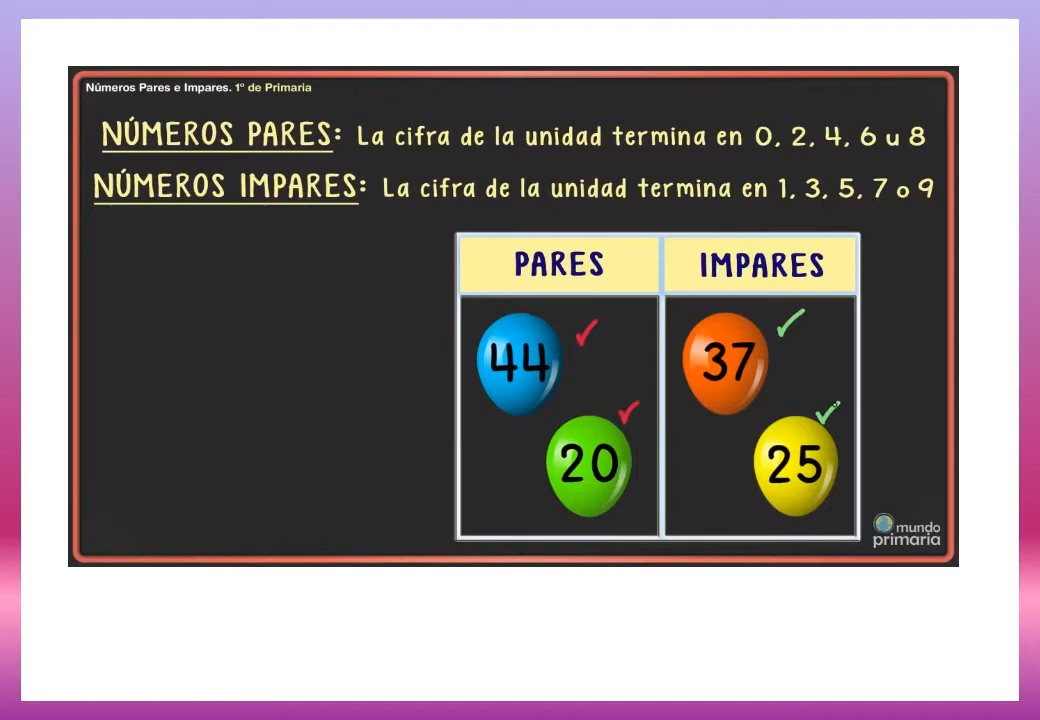 Números Pares e Impares. 1º de Primaria
NÚMEROS PARES: La cifra de la unidad termina en 0, 2, 4, 6 u 8
NÚMEROS IMPARES: La cifra de la unidad termina en 1, 3, 5, 7 o 9
PARES IMPARES
44 37
20 25
mundo
primaria